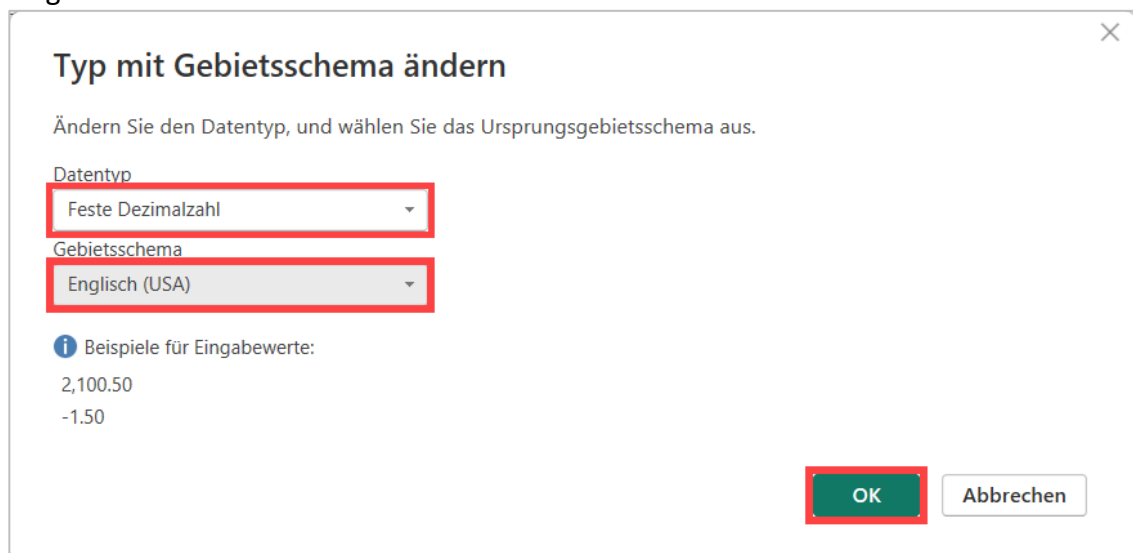 Typ mit Gebietsschema ändern
Ändern Sie den Datentyp, und wählen Sie das Ursprungsgebietsschema aus.
Datentyp
Feste Dezimalzahl
Gebietsschema
Englisch (USA)
Beispiele für Eingabewerte:
2,100.50
-1.50
OK Abbrechen